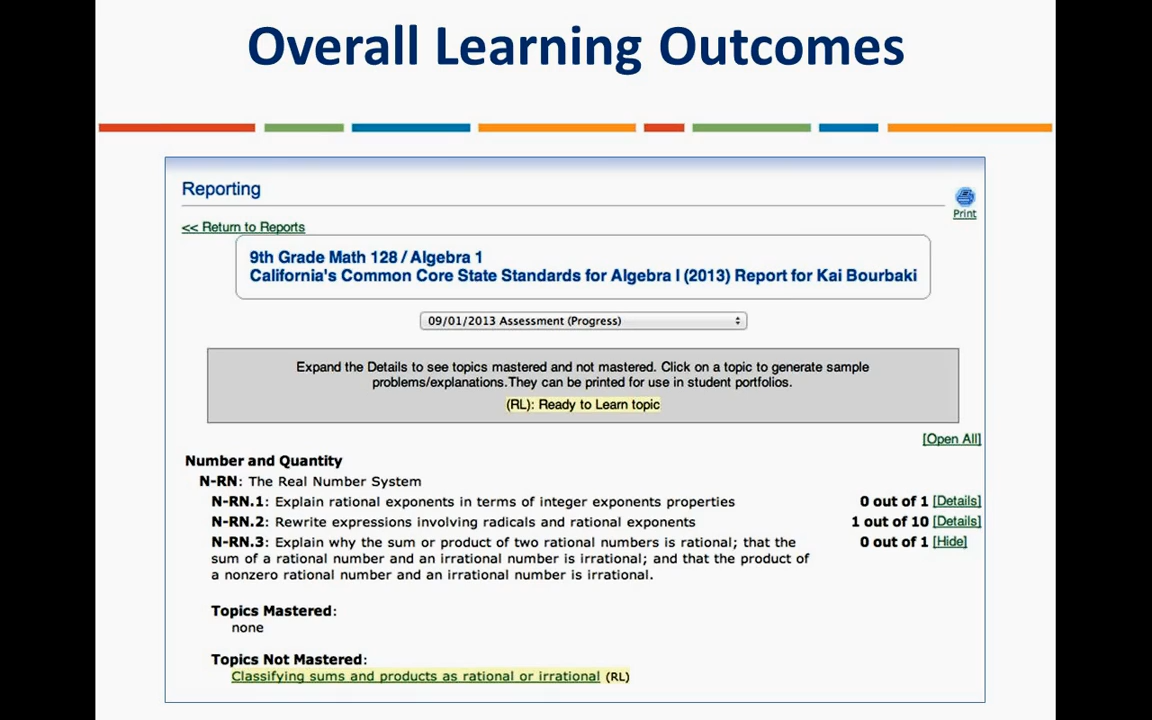 Overall Learning Outcomes
Reporting
Print
<< Return to Reports
9th Grade Math 128 / Algebra 1
California's Common Core State Standards for Algebra I (2013) Report for Kai Bourbaki
09/01/2013 Assessment (Progress)
Expand the Details to see topics mastered and not mastered. Click on a topic to generate sample
problems/explanations.They can be printed for use in student portfolios.
(RL): Ready to Learn topic
[Open All]
Number and Quantity
N-RN: The Real Number System
N-RN.1: Explain rational exponents in terms of integer exponents properties 0 out of 1 [Details]
N-RN.2: Rewrite expressions involving radicals and rational exponents 1 out of 10 [Details]
N-RN.3: Explain why the sum or product of two rational numbers is rational; that the 0 out of 1 [Hide]
sum of a rational number and an irrational number is irrational; and that the product of
a nonzero rational number and an irrational number is irrational.
Topics Mastered:
none
Topics Not Mastered:
Classifying sums and products as rational or irrational (RL)